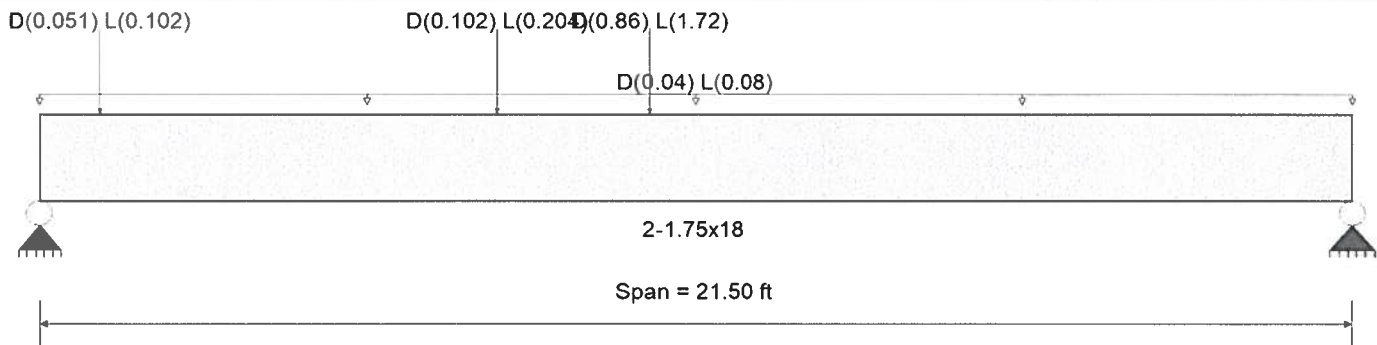 D(0.051) L(0.102) D(0.102) L(0.204) D(0.86) L(1.72)
D(0.04) L(0.08)
2-1.75x18
Span = 21.50 ft